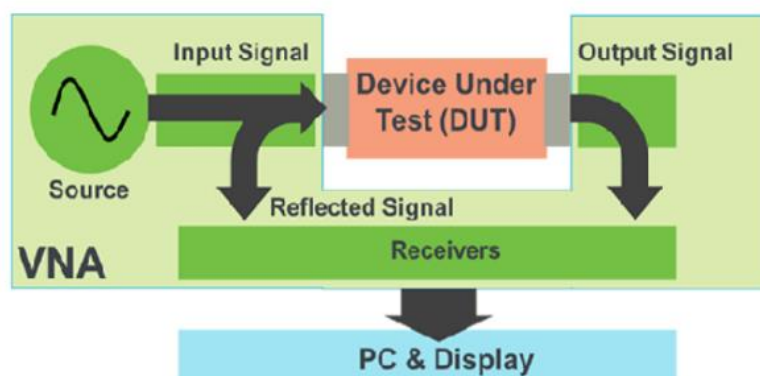 Input Signal
Output Signal
Device Under
Test (DUT)
Source
Reflected Signal
Receivers
VNA
PC & Display